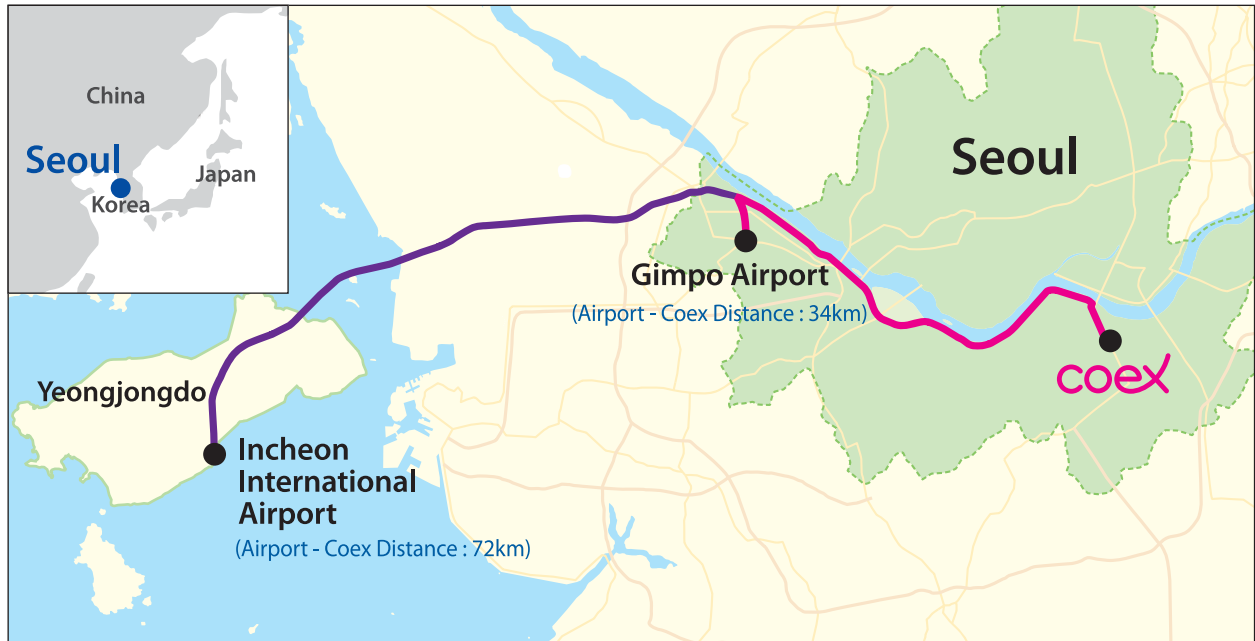 China
Seoul
Japan
Korea
Seoul
Gimpo Airport
(Airport - Coex Distance : 34km)
coex
Yeongjongdo
Incheon
International
Airport
(Airport - Coex Distance : 72km)